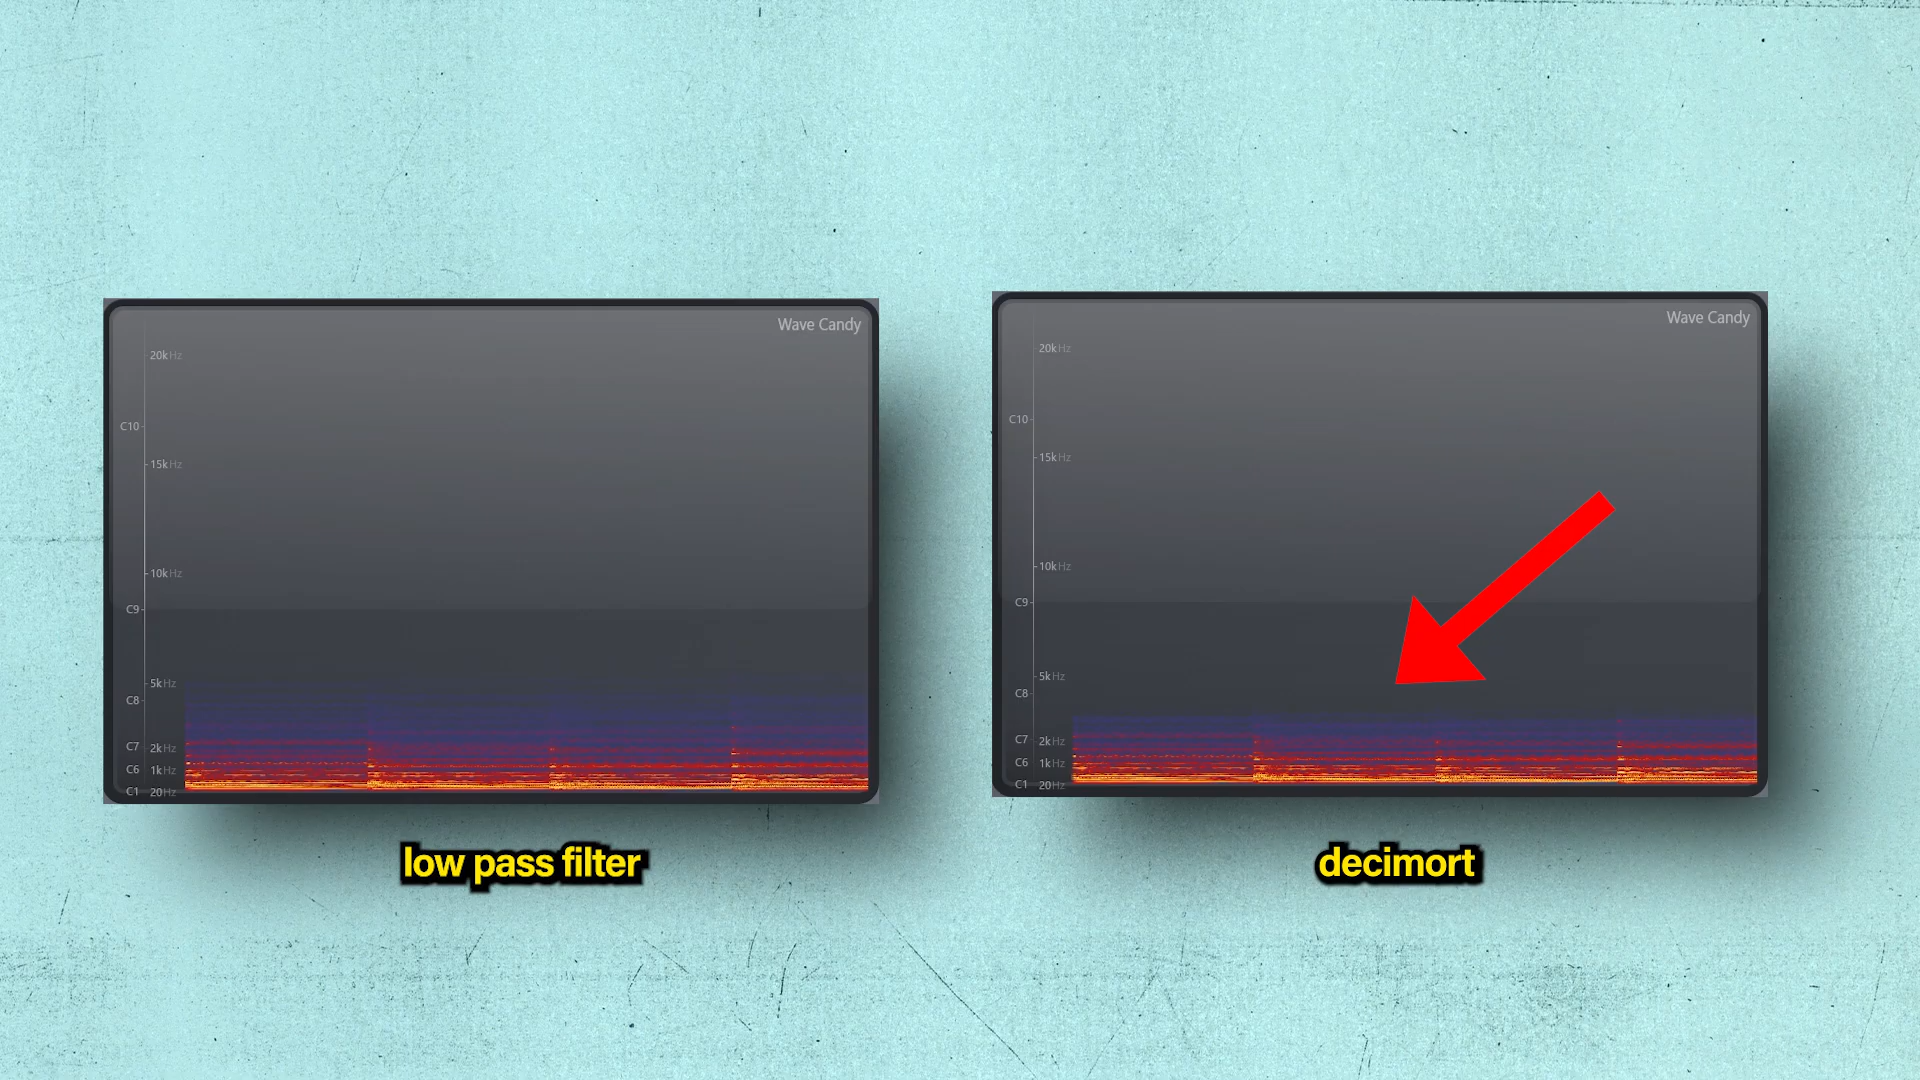 Wave Candy
20kHz
C10
15kHz
10kHz
C9
5kHz
C8
C7 2kHz
C6 1kHz
C1 20Hz
low pass filter
Wave Candy
20kHz
C10
15kHz
10kHz
C9
5kHz
C8
C7 2kHz
C6 1kHz
C1 20Hz
decimort